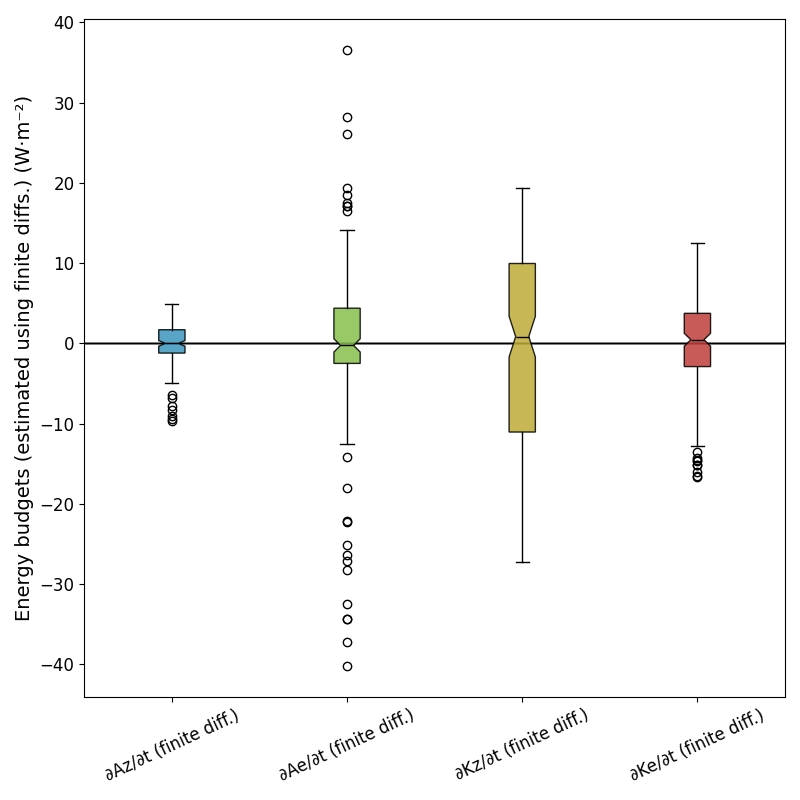 Energy budgets (estimated using finite diffs.) (W·m⁻²)
40
30
20
10
0
−10
−20
−30
−40
∂Az/∂t (finite diff.)
∂Ae/∂t (finite diff.)
∂Kz/∂t (finite diff.)
∂Ke/∂t (finite diff.)